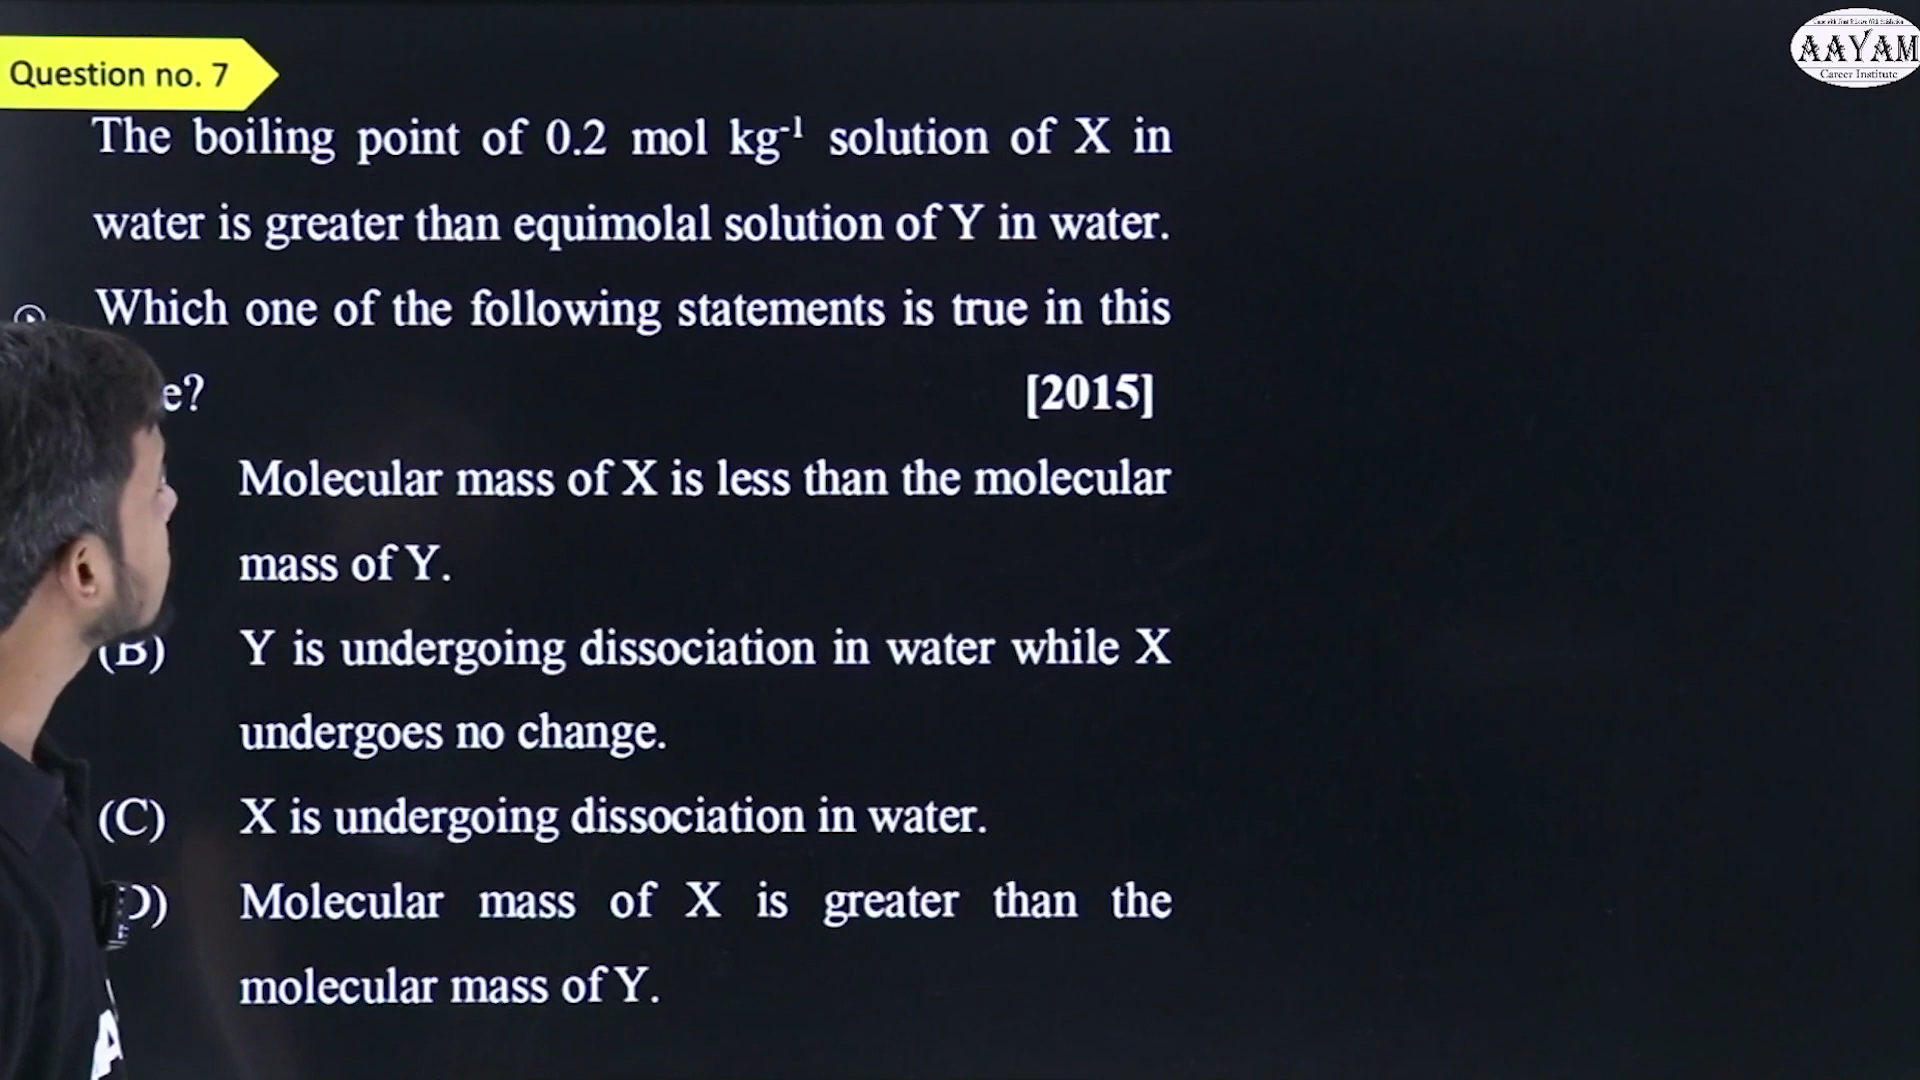 AAYAM
Career Institute
Question no. 7
The boiling point of 0.2 mol kg⁻¹ solution of X in
water is greater than equimolal solution of Y in water.
Which one of the following statements is true in this
e? [2015]
Molecular mass of X is less than the molecular
mass of Y.
(B) Y is undergoing dissociation in water while X
undergoes no change.
(C) X is undergoing dissociation in water.
D) Molecular mass of X is greater than the
molecular mass of Y.
A